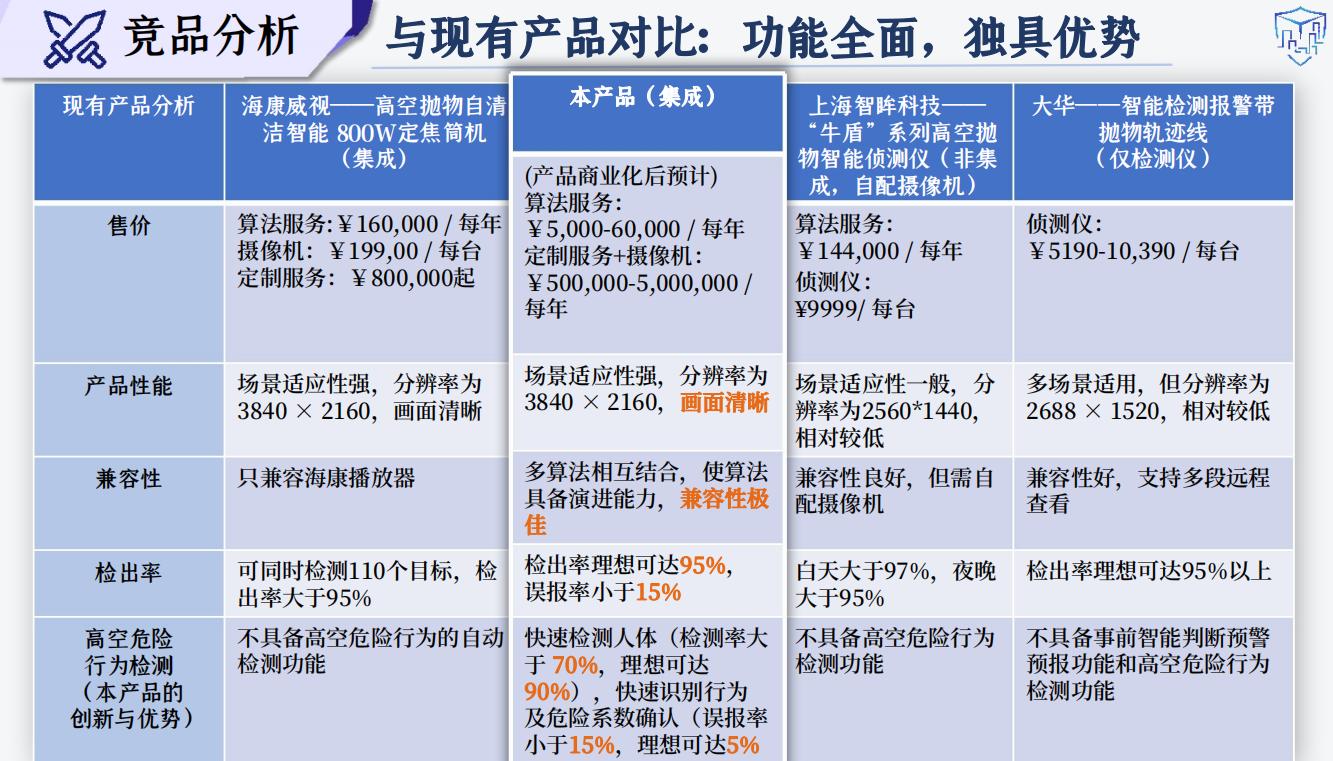 竞品分析
与现有产品对比：功能全面，独具优势
现有产品分析
海康威视——高空抛物自清
洁智能 800W定焦筒机
（集成）
本产品（集成）
上海智眸科技——
“牛盾”系列高空抛
物智能侦测仪（非集
成，自配摄像机）
大华——智能检测报警带
抛物轨迹线
（仅检测仪）
售价
算法服务:￥160,000 / 每年
摄像机：￥199,00 / 每台
定制服务：￥800,000起
(产品商业化后预计)
算法服务：
￥5,000-60,000 / 每年
定制服务+摄像机：
￥500,000-5,000,000 /
每年
算法服务：
￥144,000 / 每年
侦测仪：
¥9999/ 每台
侦测仪：
￥5190-10,390 / 每台
产品性能
场景适应性强，分辨率为
3840 × 2160，画面清晰
场景适应性强，分辨率为
3840 × 2160，画面清晰
场景适应性一般，分
辨率为2560*1440，
相对较低
多场景适用，但分辨率为
2688 × 1520，相对较低
兼容性
只兼容海康播放器
多算法相互结合，使算法
具备演进能力，兼容性极
佳
兼容性良好，但需自
配摄像机
兼容性好，支持多段远程
查看
检出率
可同时检测110个目标，检
出率大于95%
检出率理想可达95%，
误报率小于15%
白天大于97%，夜晚
大于95%
检出率理想可达95%以上
高空危险
行为检测
（本产品的
创新与优势）
不具备高空危险行为的自动
检测功能
快速检测人体（检测率大
于 70%，理想可达
90%），快速识别行为
及危险系数确认（误报率
小于15%，理想可达5%
不具备高空危险行为
检测功能
不具备事前智能判断预警
预报功能和高空危险行为
检测功能